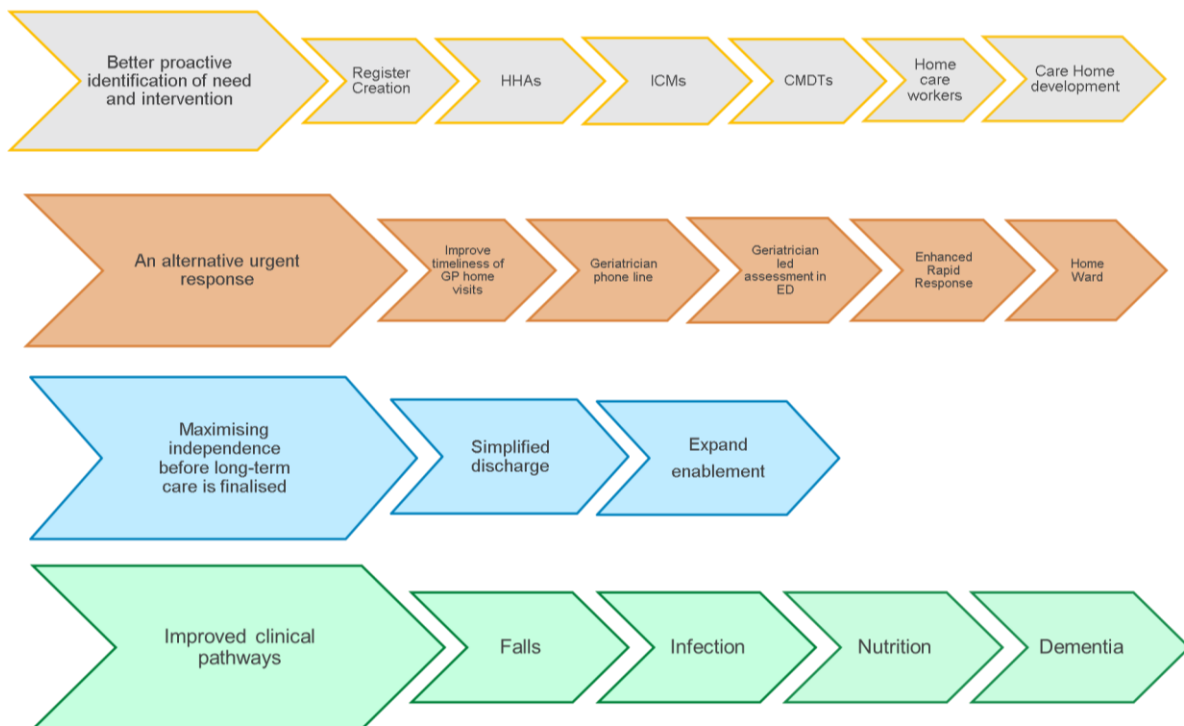 Better proactive
identification of need
and intervention
Register
Creation
HHAs
ICMs
CMDTs
Home
care
workers
Care Home
development
An alternative urgent
response
Improve
timeliness of
GP home
visits
Geriatrician
phone line
Geriatrician
led
assessment in
ED
Enhanced
Rapid
Response
Home
Ward
Maximising
independence
before long-term
care is finalised
Simplified
discharge
Expand
enablement
Improved clinical
pathways
Falls
Infection
Nutrition
Dementia